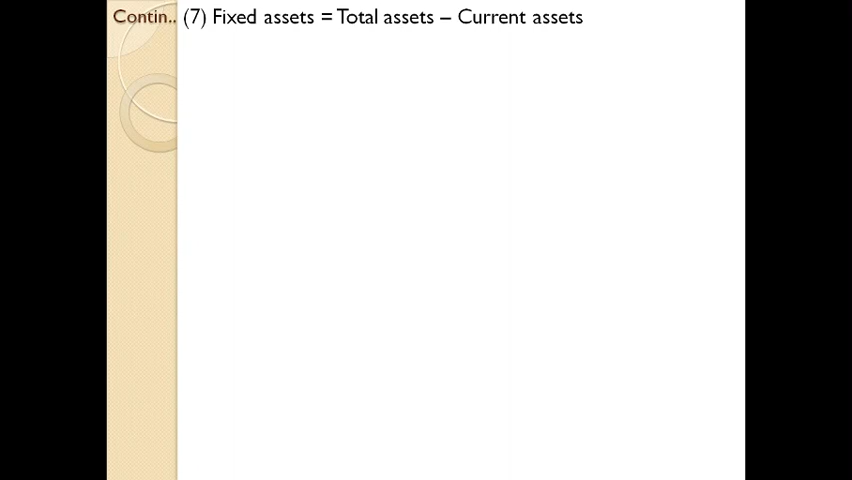 Contin.. (7) Fixed assets = Total assets – Current assets